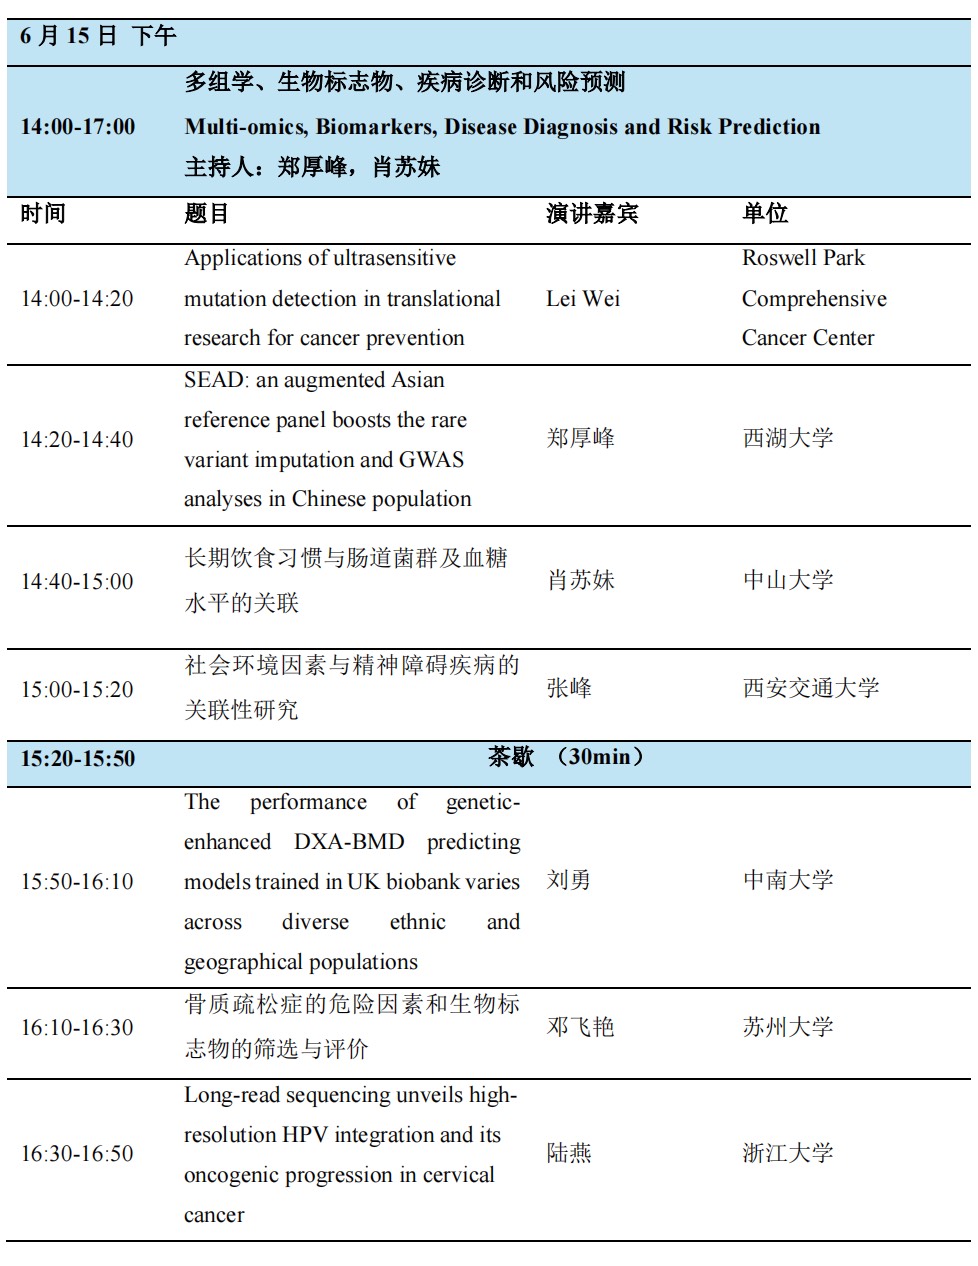 6 月 15 日 下午
多组学、生物标志物、疾病诊断和风险预测
14:00-17:00
Multi-omics, Biomarkers, Disease Diagnosis and Risk Prediction
主持人：郑厚峰，肖苏妹
时间 题目 演讲嘉宾 单位
Applications of ultrasensitive
mutation detection in translational
research for cancer prevention
14:00-14:20
Lei Wei
Roswell Park
Comprehensive
Cancer Center
SEAD: an augmented Asian
reference panel boosts the rare
variant imputation and GWAS
analyses in Chinese population
14:20-14:40
郑厚峰
西湖大学
长期饮食习惯与肠道菌群及血糖
水平的关联
14:40-15:00
肖苏妹
中山大学
社会环境因素与精神障碍疾病的
关联性研究
15:00-15:20
张峰
西安交通大学
15:20-15:50 茶歇 （30min）
The performance of genetic-
enhanced DXA-BMD predicting
models trained in UK biobank varies
across diverse ethnic and
geographical populations
15:50-16:10
刘勇
中南大学
骨质疏松症的危险因素和生物标
志物的筛选与评价
16:10-16:30
邓飞艳
苏州大学
Long-read sequencing unveils high-
resolution HPV integration and its
oncogenic progression in cervical
cancer
16:30-16:50
陆燕
浙江大学